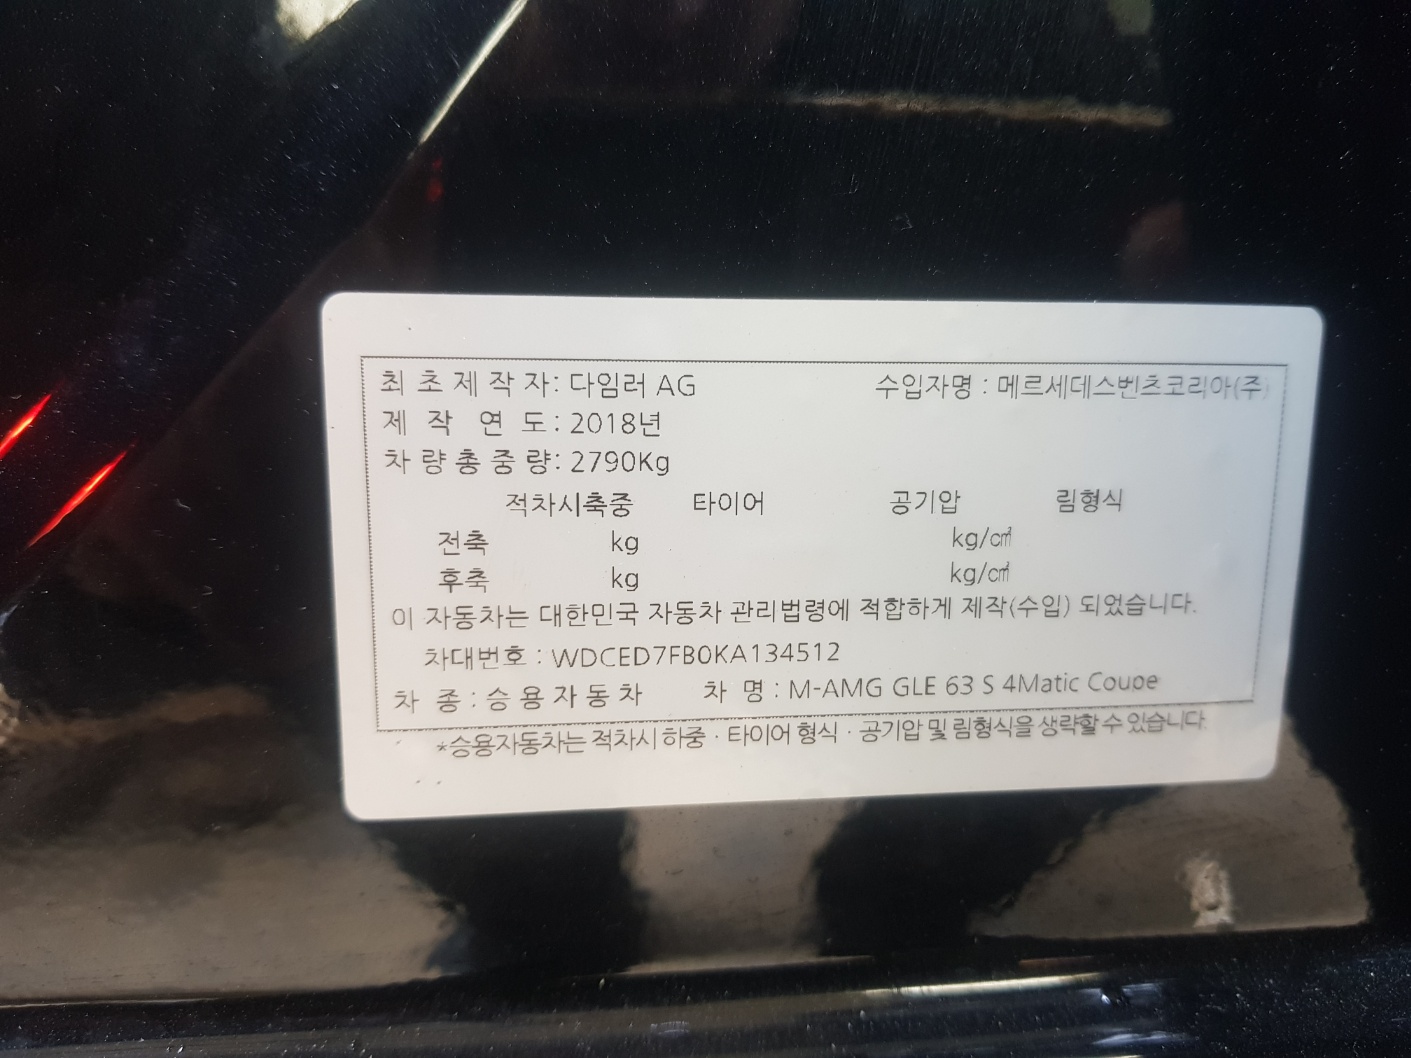 최초제작자: 다임러 AG 수입자명 : 메르세데스벤츠코리아(주)
제 작 연 도: 2018년
차량총중량: 2790Kg
적차시축중 타이어 공기압 림형식
전축 kg kg/㎠
후축 kg kg/㎠
이 자동차는 대한민국 자동차 관리법령에 적합하게 제작(수입) 되었습니다.
차대번호 : WDCED7FB0KA134512
차 종 : 승용자동차 차 명 : M-AMG GLE 63 S 4Matic Coupe
*승용자동차는 적차시 하중 · 타이어 형식 · 공기압 및 림형식을 생략할 수 있습니다.